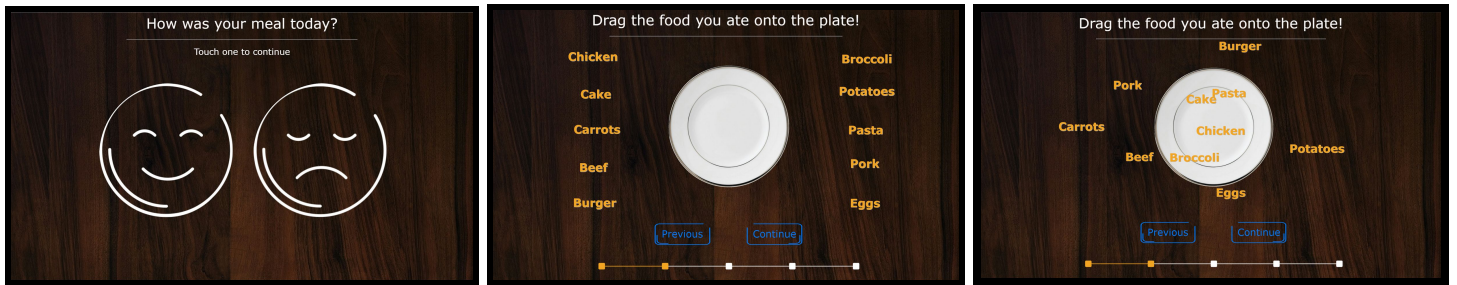 How was your meal today?
Touch one to continue
Drag the food you ate onto the plate!
Chicken
Cake
Carrots
Beef
Burger
Broccoli
Potatoes
Pasta
Pork
Eggs
Previous
Continue
Drag the food you ate onto the plate!
Burger
Pork
Cake
Pasta
Carrots
Chicken
Beef
Broccoli
Potatoes
Eggs
Previous
Continue